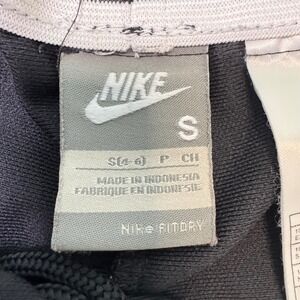 NIKE
S
S(4-6) P CH
MADE IN INDONESIA
FABRIQUE EN INDONESIE
NIKE FITDRY